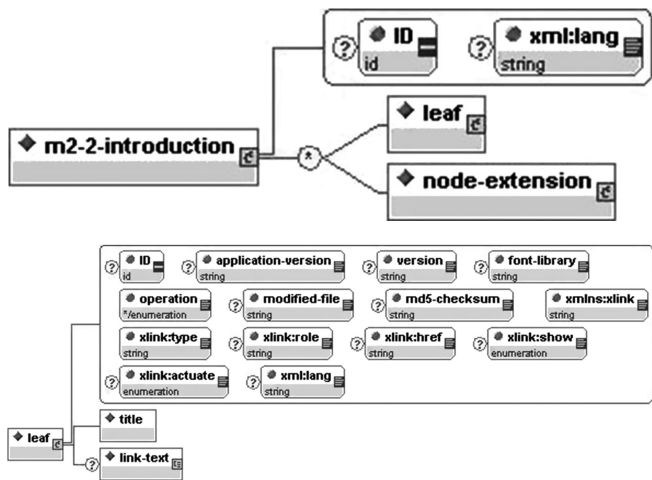 ? ID ? xml:lang
id string
leaf
m2-2-introduction
*
node-extension
? ID ? application-version ? version ? font-library
id string string string
operation ? modified-file ? md5-checksum xmlns:xlink
*/enumeration string string string
xlink:type ? xlink:role ? xlink:href ? xlink:show
string string string enumeration
? xlink:actuate ? xml:lang
enumeration string
title
leaf
? link-text